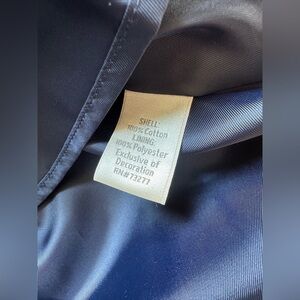 SHELL:
100% Cotton
LINING:
100% Polyester
Exclusive of
Decoration
RN#73277